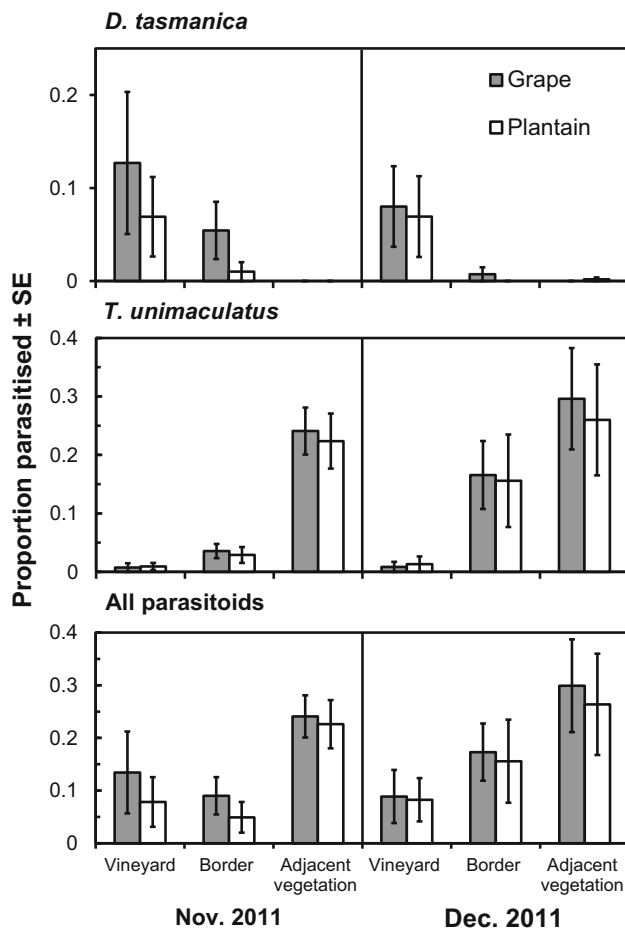 D. tasmanica
Grape
Plantain
0.2
0.1
0
T. unimaculatus
0.4
0.3
0.2
0.1
0
All parasitoids
0.4
0.3
0.2
0.1
0
Proportion parasitised ± SE
Vineyard Border Adjacent vegetation Vineyard Border Adjacent vegetation
Nov. 2011 Dec. 2011